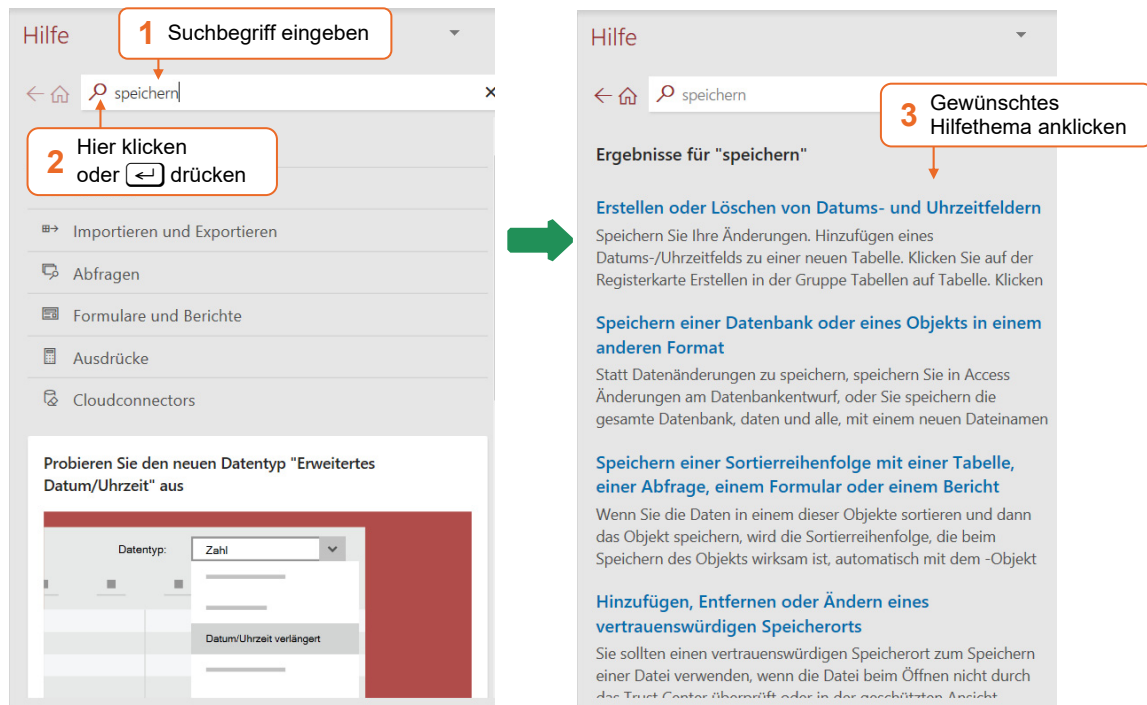 Hilfe
1 Suchbegriff eingeben
speichern
2 Hier klicken
oder drücken
Importieren und Exportieren
Abfragen
Formulare und Berichte
Ausdrücke
Cloudconnectors
Probieren Sie den neuen Datentyp "Erweitertes
Datum/Uhrzeit" aus
Datentyp: Zahl
Datum/Uhrzeit verlängert
Hilfe
speichern
3 Gewünschtes
Hilfethema anklicken
Ergebnisse für "speichern"
Erstellen oder Löschen von Datums- und Uhrzeitfeldern
Speichern Sie Ihre Änderungen. Hinzufügen eines
Datums-/Uhrzeitfelds zu einer neuen Tabelle. Klicken Sie auf der
Registerkarte Erstellen in der Gruppe Tabellen auf Tabelle. Klicken
Speichern einer Datenbank oder eines Objekts in einem
anderen Format
Statt Datenänderungen zu speichern, speichern Sie in Access
Änderungen am Datenbankentwurf, oder Sie speichern die
gesamte Datenbank, daten und alle, mit einem neuen Dateinamen
Speichern einer Sortierreihenfolge mit einer Tabelle,
einer Abfrage, einem Formular oder einem Bericht
Wenn Sie die Daten in einem dieser Objekte sortieren und dann
das Objekt speichern, wird die Sortierreihenfolge, die beim
Speichern des Objekts wirksam ist, automatisch mit dem -Objekt
Hinzufügen, Entfernen oder Ändern eines
vertrauenswürdigen Speicherorts
Sie sollten einen vertrauenswürdigen Speicherort zum Speichern
einer Datei verwenden, wenn die Datei beim Öffnen nicht durch
das Trust Center überprüft oder in der geschützten Ansicht